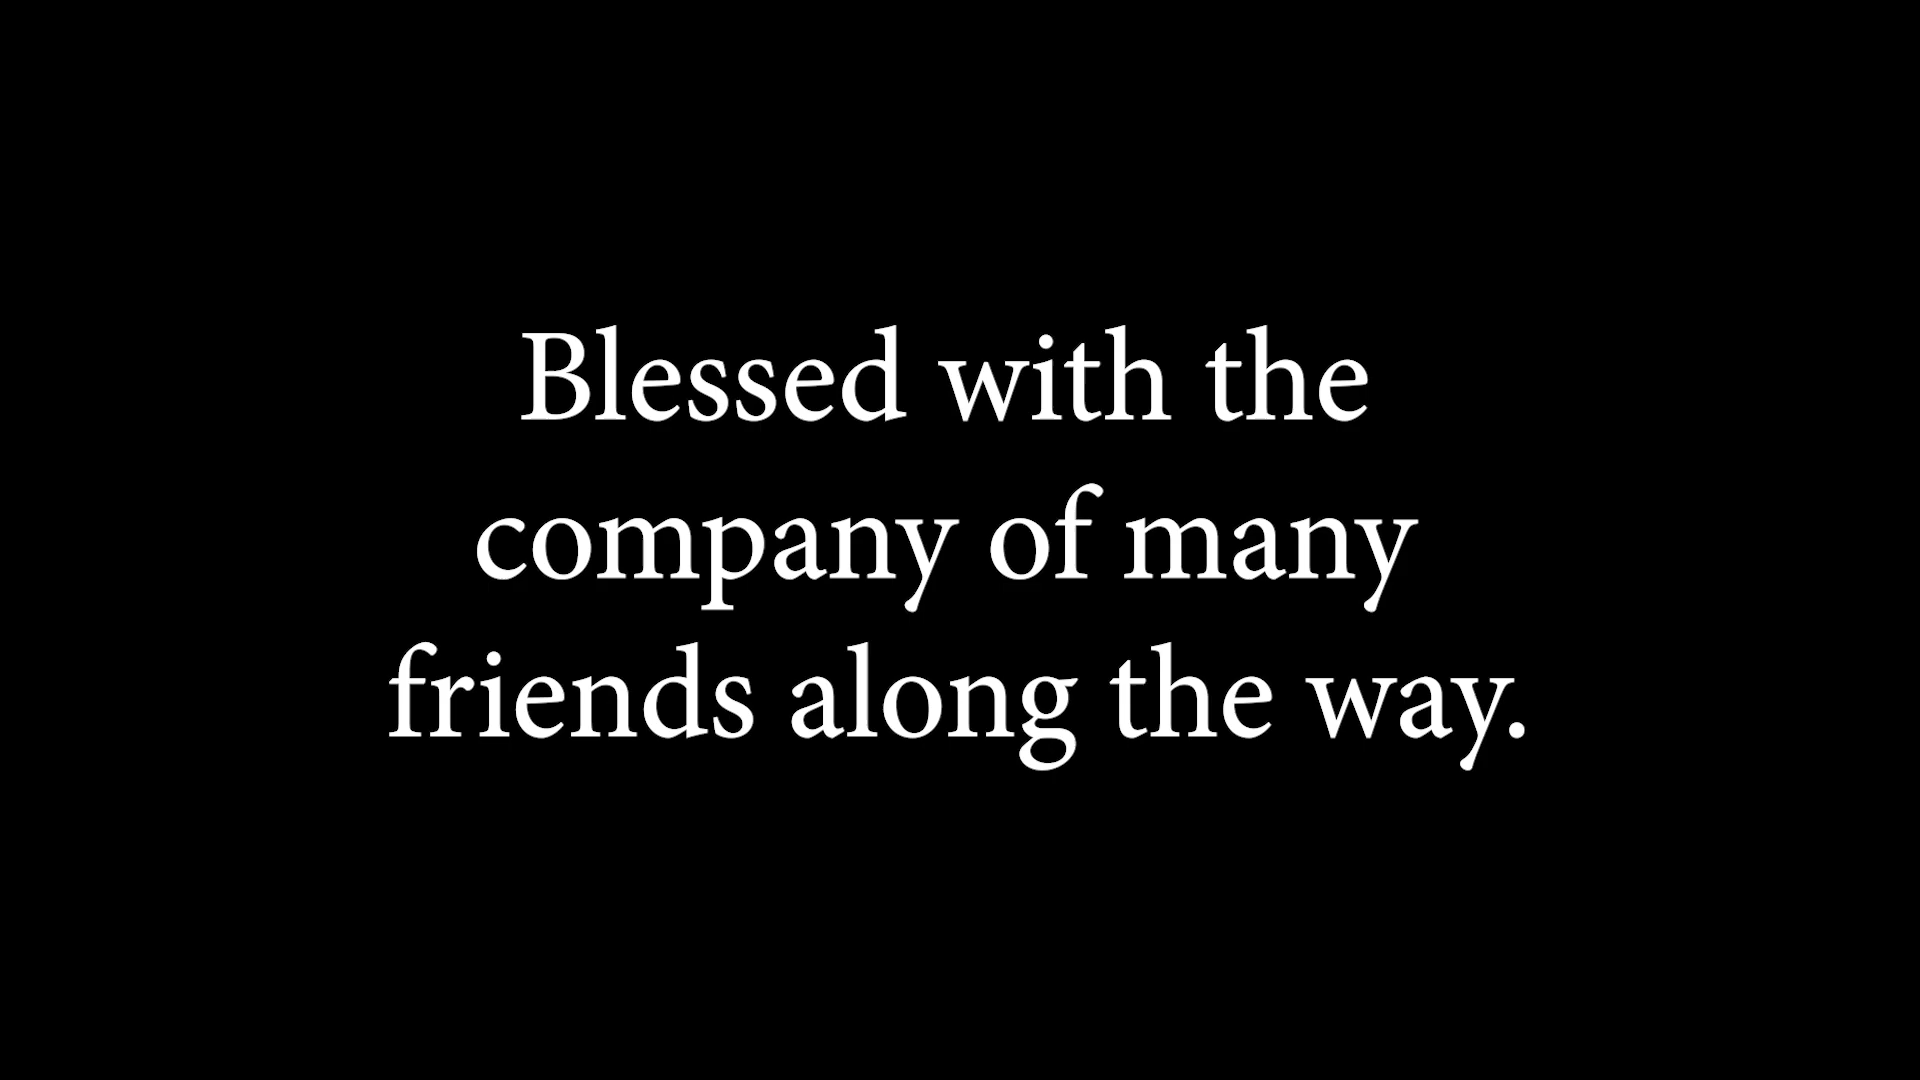 Blessed with the
company of many
friends along the way.